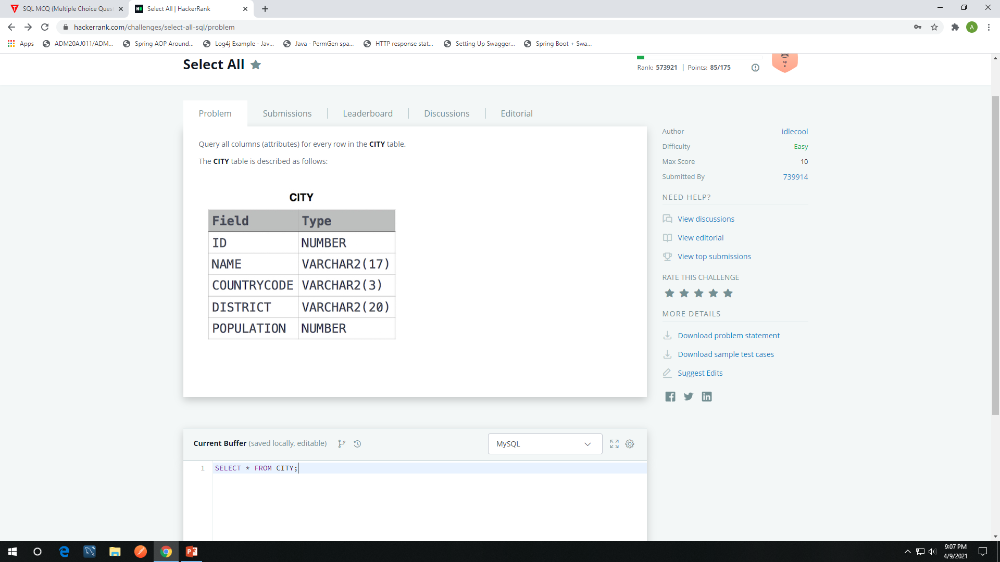 SQL MCQ (Multiple Choice Ques
Select All | HackerRank
hackerrank.com/challenges/select-all-sql/problem
A
Apps
ADM20AJ011/ADM...
Spring AOP Around...
Log4j Example - Jav...
Java - PermGen spa...
HTTP response stat...
Setting Up Swagger...
Spring Boot + Swa...
Select All
Rank: 573921 | Points: 85/175
Sql
Problem
Submissions
Leaderboard
Discussions
Editorial
Query all columns (attributes) for every row in the CITY table.
The CITY table is described as follows:
CITY
Field Type
ID NUMBER
NAME VARCHAR2(17)
COUNTRYCODE VARCHAR2(3)
DISTRICT VARCHAR2(20)
POPULATION NUMBER
Author idlecool
Difficulty Easy
Max Score 10
Submitted By 739914
NEED HELP?
View discussions
View editorial
View top submissions
RATE THIS CHALLENGE
MORE DETAILS
Download problem statement
Download sample test cases
Suggest Edits
Current Buffer (saved locally, editable)
MySQL
1 SELECT * FROM CITY;
9:07 PM
4/9/2021